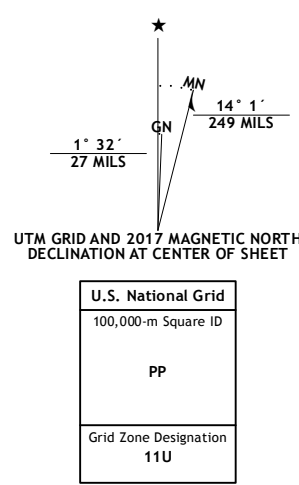 ★
MN
GN
14° 1´
249 MILS
1° 32´
27 MILS
UTM GRID AND 2017 MAGNETIC NORTH
DECLINATION AT CENTER OF SHEET
U.S. National Grid
100,000-m Square ID
PP
Grid Zone Designation
11U